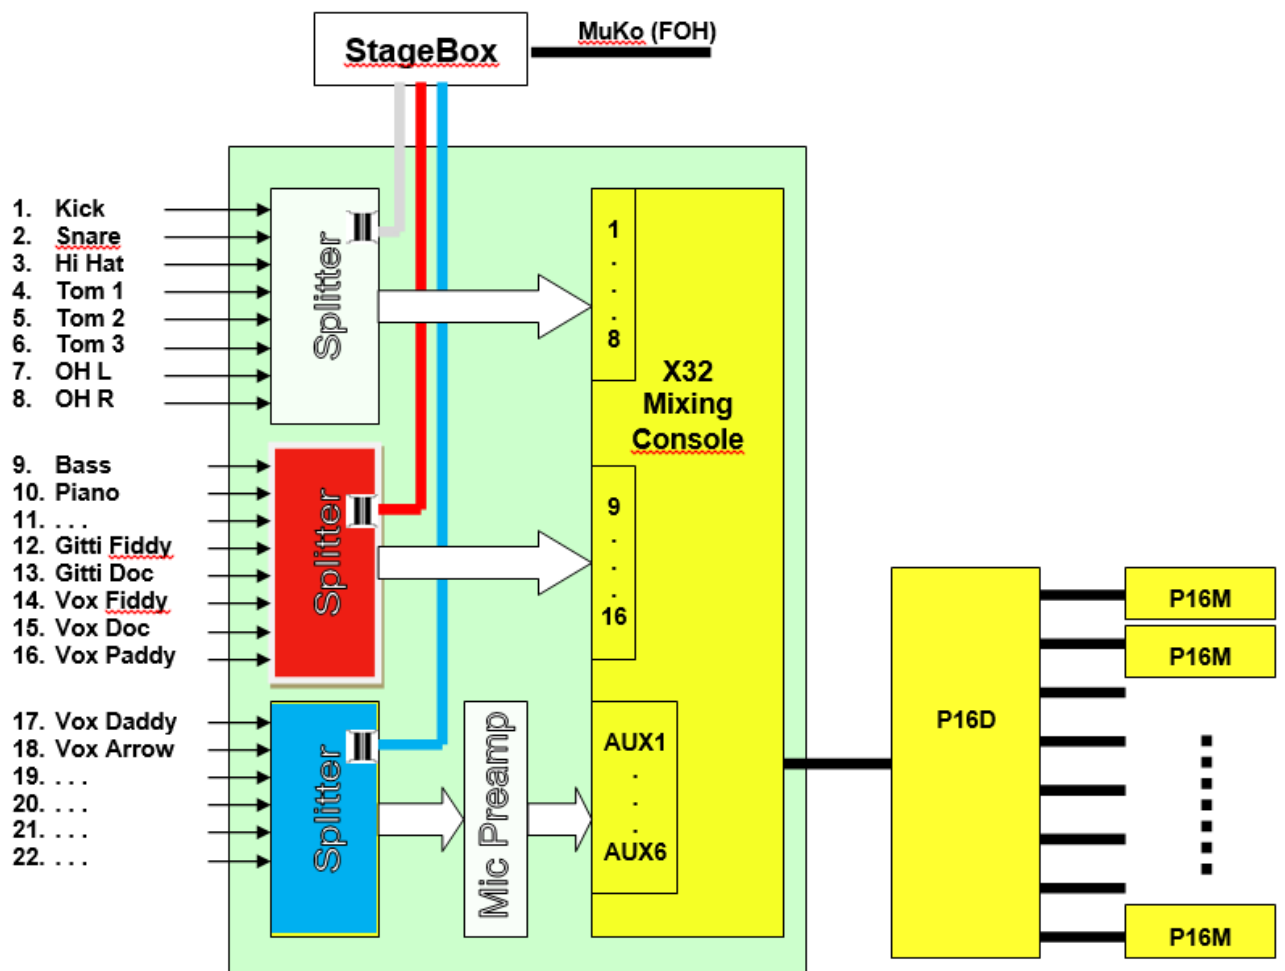 StageBox
MuKo (FOH)
1. Kick
2. Snare
3. Hi Hat
4. Tom 1
5. Tom 2
6. Tom 3
7. OH L
8. OH R
Splitter
1
.
.
.
8
X32
Mixing
Console
9. Bass
10. Piano
11. . . .
12. Gitti Fiddy
13. Gitti Doc
14. Vox Fiddy
15. Vox Doc
16. Vox Paddy
Splitter
9
.
.
.
16
17. Vox Daddy
18. Vox Arrow
19. . . . .
20. . . . .
21. . . . .
22. . . . .
Splitter
Mic Preamp
AUX1
.
.
.
AUX6
P16D
P16M
P16M
P16M